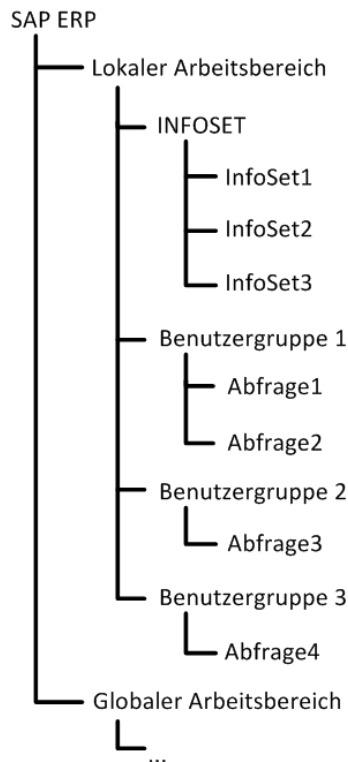 SAP ERP
Lokaler Arbeitsbereich
INFOSET
InfoSet1
InfoSet2
InfoSet3
Benutzergruppe 1
Abfrage1
Abfrage2
Benutzergruppe 2
Abfrage3
Benutzergruppe 3
Abfrage4
Globaler Arbeitsbereich
...